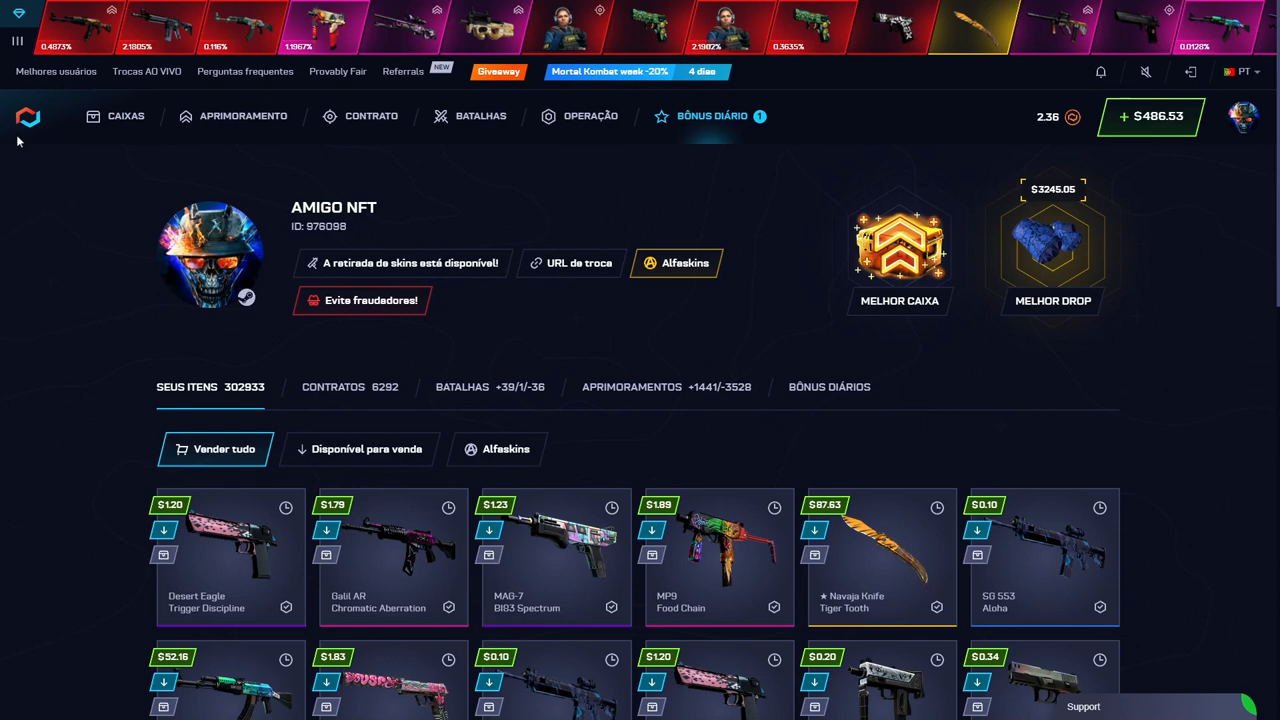 0.4873%
2.1805%
0.116%
1.1967%
2.1902%
0.3635%
0.0128%
Melhores usuários
Trocas AO VIVO
Perguntas frequentes
Provably Fair
Referrals
NEW
Giveaway
Mortal Kombat week -20%
4 dias
PT
CAIXAS
APRIMORAMENTO
CONTRATO
BATALHAS
OPERAÇÃO
BÔNUS DIÁRIO 1
2.36
+ $486.53
AMIGO NFT
ID: 976098
A retirada de skins está disponível!
URL de troca
Alfaskins
Evite fraudadores!
MELHOR CAIXA
$3245.05
MELHOR DROP
SEUS ITENS 302933
CONTRATOS 6292
BATALHAS +39/1/-36
APRIMORAMENTOS +1441/-3528
BÔNUS DIÁRIOS
Vender tudo
Disponível para venda
Alfaskins
$1.20
Desert Eagle
Trigger Discipline
$1.79
Galil AR
Chromatic Aberration
$1.23
MAG-7
BI83 Spectrum
$1.89
MP9
Food Chain
$87.63
★ Navaja Knife
Tiger Tooth
$0.10
SG 553
Aloha
$52.16
$1.83
$0.10
$1.20
$0.20
$0.34
Support